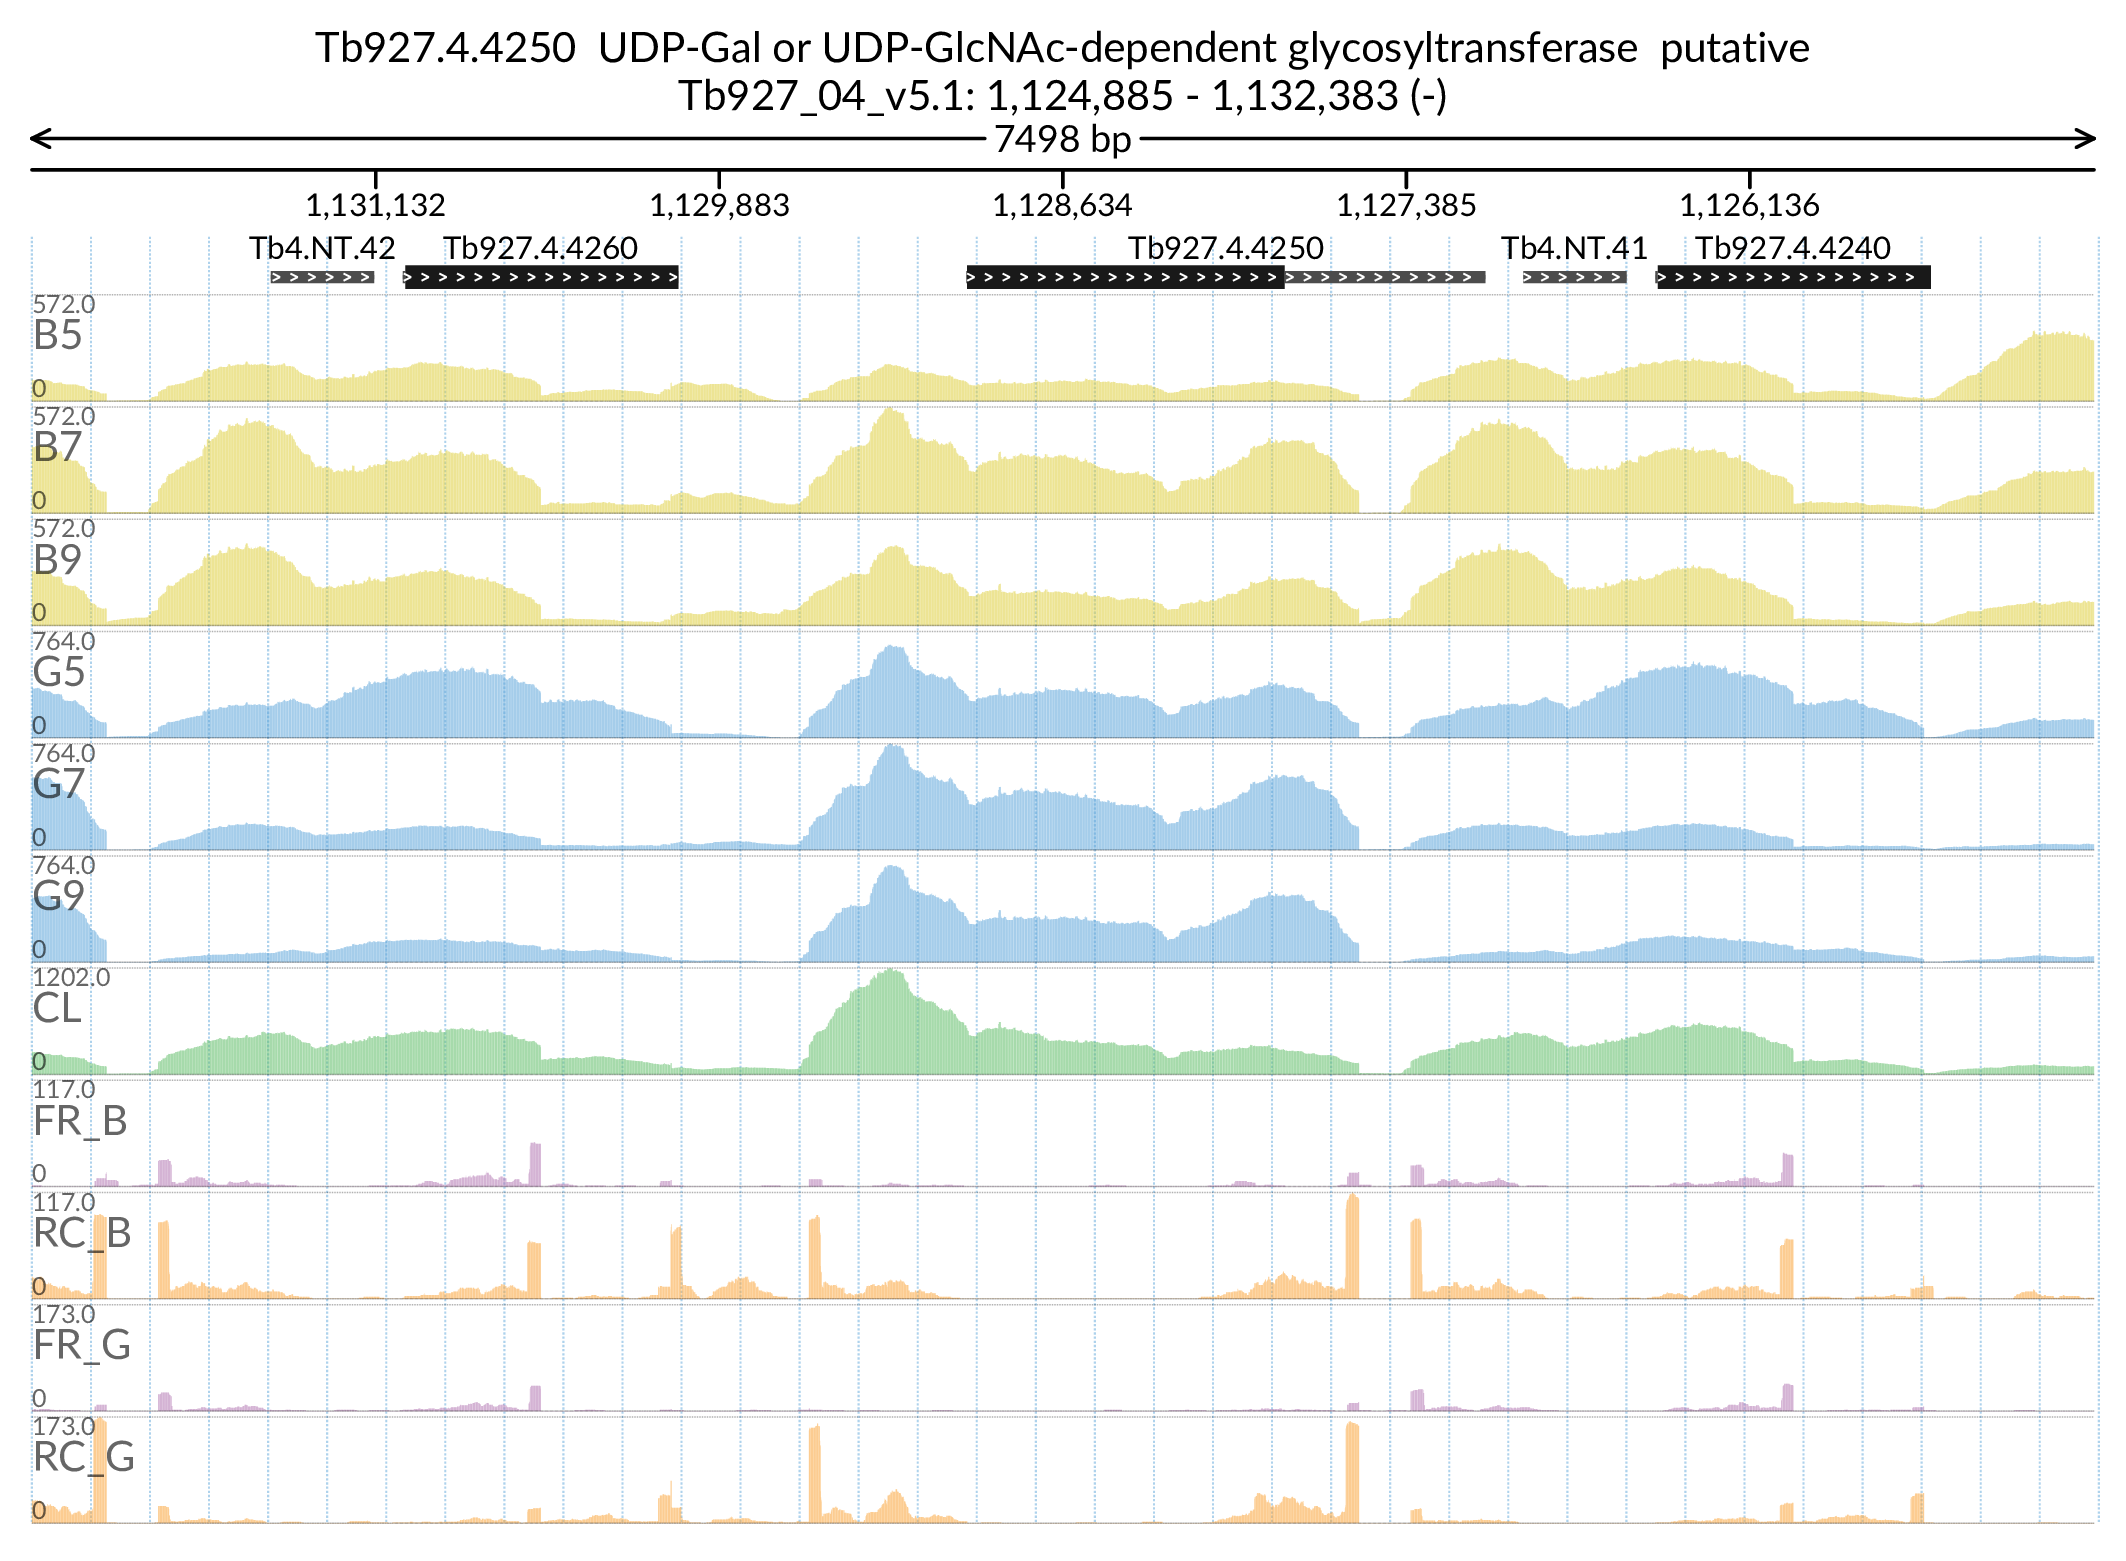 Tb927.4.4250 UDP-Gal or UDP-GlcNAc-dependent glycosyltransferase putative
Tb927_04_v5.1: 1,124,885 - 1,132,383 (-)
7498 bp
1,131,132 1,129,883 1,128,634 1,127,385 1,126,136
Tb4.NT.42 Tb927.4.4260 Tb927.4.4250 Tb4.NT.41 Tb927.4.4240
572.0
B5
0
572.0
B7
0
572.0
B9
0
764.0
G5
0
764.0
G7
0
764.0
G9
0
1202.0
CL
0
117.0
FR_B
0
117.0
RC_B
0
173.0
FR_G
0
173.0
RC_G
0